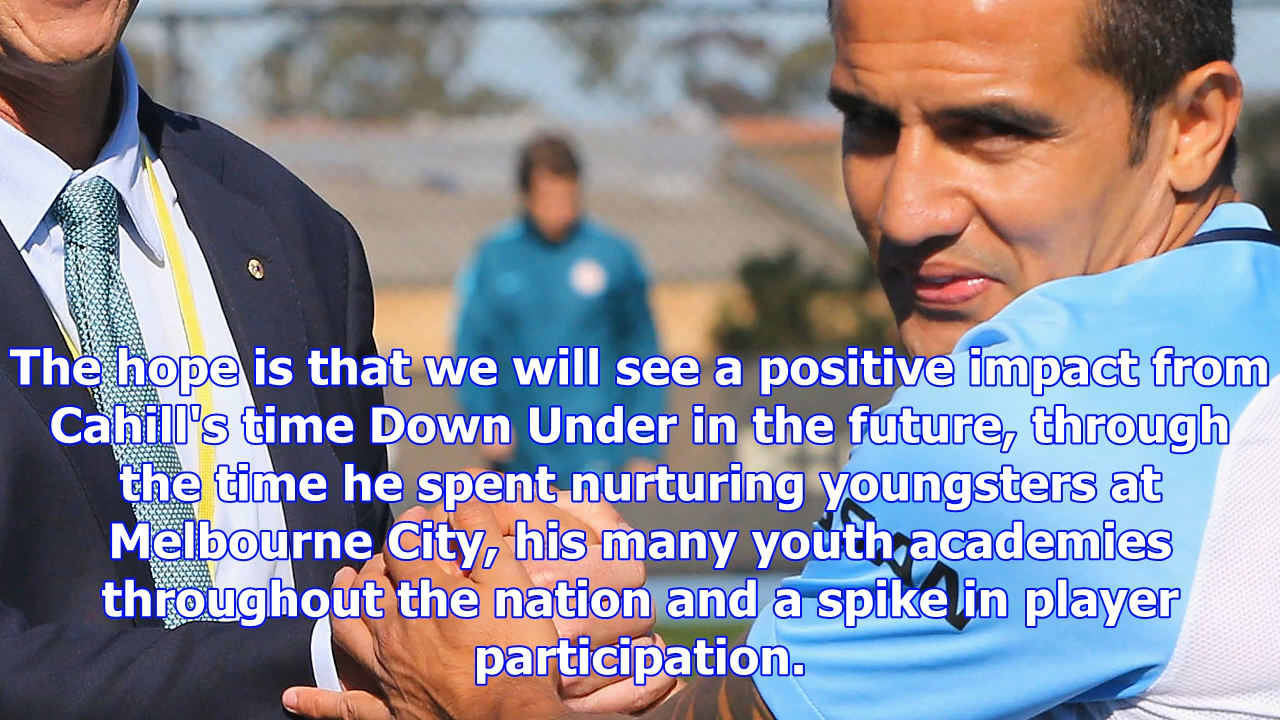 The hope is that we will see a positive impact from
Cahill's time Down Under in the future, through
the time he spent nurturing youngsters at
Melbourne City, his many youth academies
throughout the nation and a spike in player
participation.